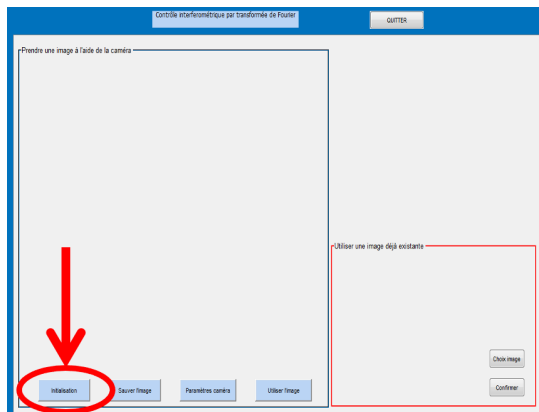 Contrôle interferométrique par transformée de Fourier
QUITTER
Prendre une image à l'aide de la caméra
Utiliser une image déjà existante
Choix image
Initialisation
Sauver l'image
Paramètres caméra
Utiliser l'image
Confirmer